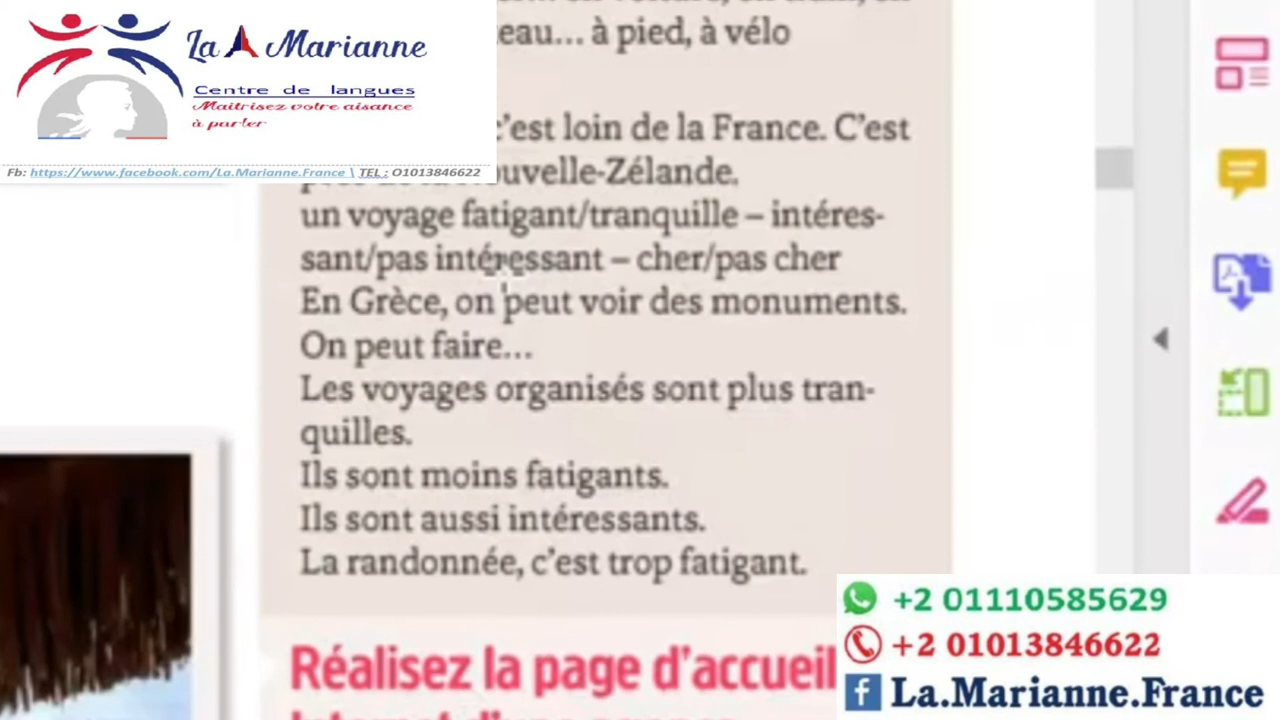 La Marianne
Centre de langues
Maitrisez votre aisance
à parler
Fb: https://www.facebook.com/La.Marianne.France \ TEL : O1013846622
à pied, à vélo
c'est loin de la France. C'est
Nouvelle-Zélande.
un voyage fatigant/tranquille – intéres-
sant/pas intéressant – cher/pas cher
En Grèce, on peut voir des monuments.
On peut faire...
Les voyages organisés sont plus tran-
quilles.
Ils sont moins fatigants.
Ils sont aussi intéressants.
La randonnée, c'est trop fatigant.
Réalisez la page d'accueil
+2 01110585629
+2 01013846622
La.Marianne.France